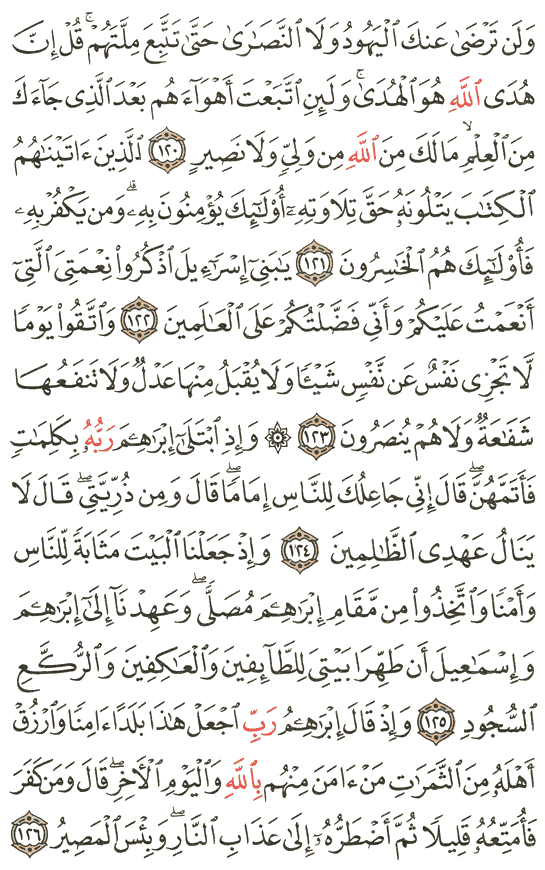 وَلَن تَرْضَىٰ عَنكَ ٱلْيَهُودُ وَلَا ٱلنَّصَٰرَىٰ حَتَّىٰ تَتَّبِعَ مِلَّتَهُمْ ۗ قُلْ إِنَّ
هُدَى ٱللَّهِ هُوَ ٱلْهُدَىٰ ۗ وَلَئِنِ ٱتَّبَعْتَ أَهْوَآءَهُم بَعْدَ ٱلَّذِى جَآءَكَ
مِنَ ٱلْعِلْمِ ۙ مَا لَكَ مِنَ ٱللَّهِ مِن وَلِىٍّ وَلَا نَصِيرٍ ١٢٠ ٱلَّذِينَ ءَاتَيْنَٰهُمُ
ٱلْكِتَٰبَ يَتْلُونَهُۥ حَقَّ تِلَاوَتِهِۦٓ أُو۟لَٰٓئِكَ يُؤْمِنُونَ بِهِۦ ۗ وَمَن يَكْفُرْ بِهِۦ
فَأُو۟لَٰٓئِكَ هُمُ ٱلْخَٰسِرُونَ ١٢١ يَٰبَنِىٓ إِسْرَٰٓءِيلَ ٱذْكُرُوا۟ نِعْمَتِىَ ٱلَّتِىٓ
أَنْعَمْتُ عَلَيْكُمْ وَأَنِّى فَضَّلْتُكُمْ عَلَى ٱلْعَٰلَمِينَ ١٢٢ وَٱتَّقُوا۟ يَوْمًا
لَّا تَجْزِى نَفْسٌ عَن نَّفْسٍ شَيْـًٔا وَلَا يُقْبَلُ مِنْهَا عَدْلٌ وَلَا تَنفَعُهَا
شَفَٰعَةٌ وَلَا هُمْ يُنصَرُونَ ١٢٣ ۞ وَإِذِ ٱبْتَلَىٰٓ إِبْرَٰهِـۧمَ رَبُّهُۥ بِكَلِمَٰتٍ
فَأَتَمَّهُنَّ ۖ قَالَ إِنِّى جَاعِلُكَ لِلنَّاسِ إِمَامًا ۖ قَالَ وَمِن ذُرِّيَّتِى ۖ قَالَ لَا
يَنَالُ عَهْدِى ٱلظَّٰلِمِينَ ١٢٤ وَإِذْ جَعَلْنَا ٱلْبَيْتَ مَثَابَةً لِّلنَّاسِ
وَأَمْنًا وَٱتَّخِذُوا۟ مِن مَّقَامِ إِبْرَٰهِـۧمَ مُصَلًّى ۖ وَعَهِدْنَآ إِلَىٰٓ إِبْرَٰهِـۧمَ
وَإِسْمَٰعِيلَ أَن طَهِّرَا بَيْتِىَ لِلطَّآئِفِينَ وَٱلْعَٰكِفِينَ وَٱلرُّكَّعِ
ٱلسُّجُودِ ١٢٥ وَإِذْ قَالَ إِبْرَٰهِـۧمُ رَبِّ ٱجْعَلْ هَٰذَا بَلَدًا ءَامِنًا وَٱرْزُقْ
أَهْلَهُۥ مِنَ ٱلثَّمَرَٰتِ مَنْ ءَامَنَ مِنْهُم بِٱللَّهِ وَٱلْيَوْمِ ٱلْءَاخِرِ ۖ قَالَ وَمَن كَفَرَ
فَأُمَتِّعُهُۥ قَلِيلًا ثُمَّ أَضْطَرُّهُۥٓ إِلَىٰ عَذَابِ ٱلنَّارِ ۖ وَبِئْسَ ٱلْمَصِيرُ ١٢٦